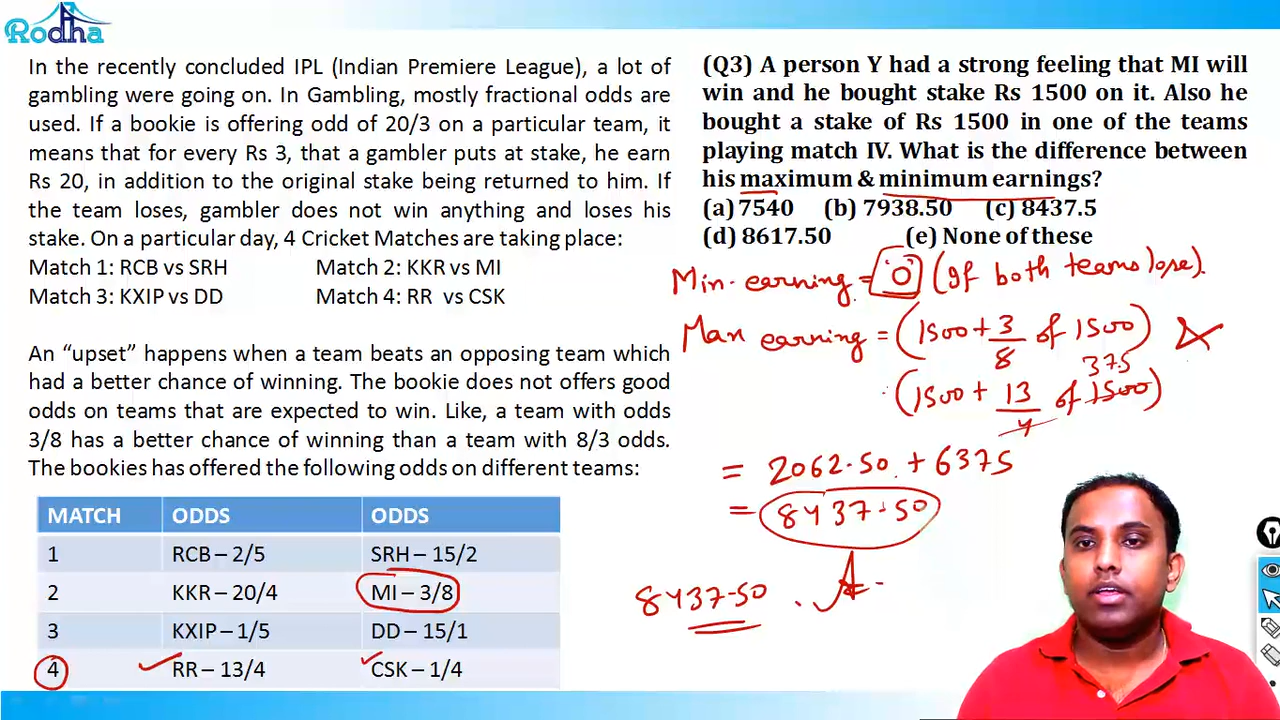 Rodha
In the recently concluded IPL (Indian Premiere League), a lot of
gambling were going on. In Gambling, mostly fractional odds are
used. If a bookie is offering odd of 20/3 on a particular team, it
means that for every Rs 3, that a gambler puts at stake, he earn
Rs 20, in addition to the original stake being returned to him. If
the team loses, gambler does not win anything and loses his
stake. On a particular day, 4 Cricket Matches are taking place:
Match 1: RCB vs SRH Match 2: KKR vs MI
Match 3: KXIP vs DD Match 4: RR vs CSK
An “upset” happens when a team beats an opposing team which
had a better chance of winning. The bookie does not offers good
odds on teams that are expected to win. Like, a team with odds
3/8 has a better chance of winning than a team with 8/3 odds.
The bookies has offered the following odds on different teams:
MATCH ODDS ODDS
1 RCB – 2/5 SRH – 15/2
2 KKR – 20/4 MI – 3/8
3 KXIP – 1/5 DD – 15/1
4 RR – 13/4 CSK – 1/4
(Q3) A person Y had a strong feeling that MI will
win and he bought stake Rs 1500 on it. Also he
bought a stake of Rs 1500 in one of the teams
playing match IV. What is the difference between
his maximum & minimum earnings?
(a) 7540 (b) 7938.50 (c) 8437.5
(d) 8617.50 (e) None of these
Min. earning = 0 (If both teams lose).
Max earning = (1500 + 3/8 of 1500)
375
(1500 + 13/4 of 1500)
= 2062.50 + 6375
= 8437.50
8437.50